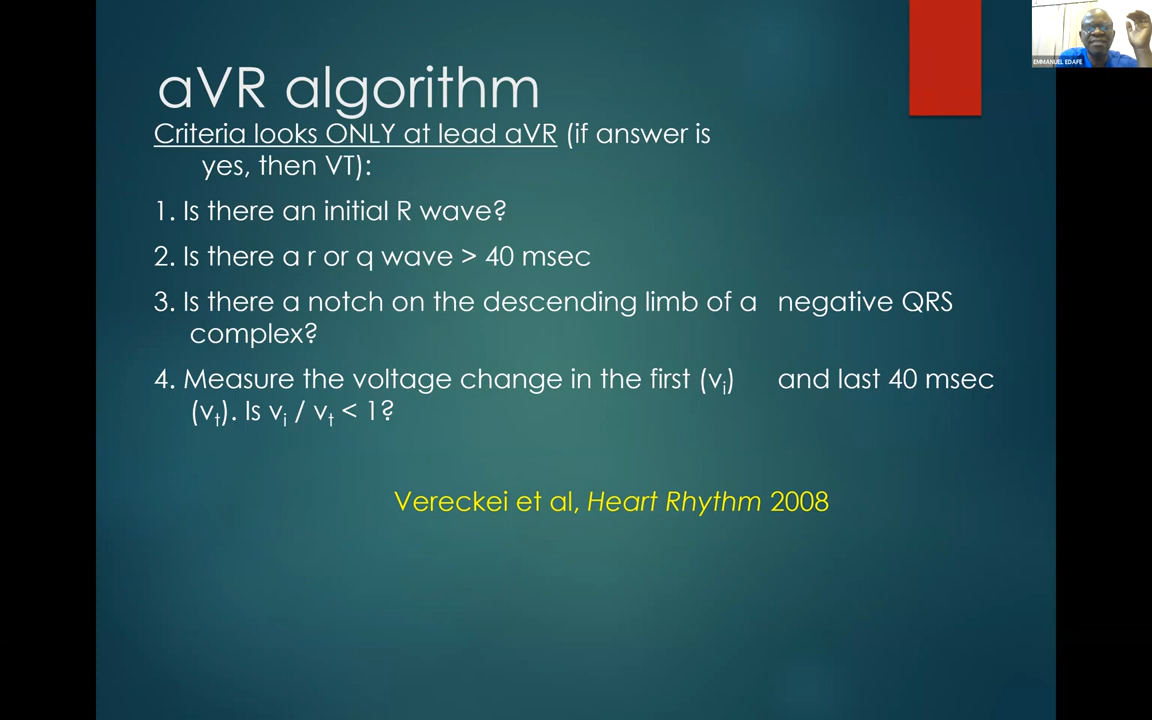 EMMANUEL EDAFE
aVR algorithm
Criteria looks ONLY at lead aVR (if answer is
yes, then VT):
1. Is there an initial R wave?
2. Is there a r or q wave > 40 msec
3. Is there a notch on the descending limb of a negative QRS
complex?
4. Measure the voltage change in the first (vi) and last 40 msec
(vt). Is vi / vt < 1?
Vereckei et al, Heart Rhythm 2008